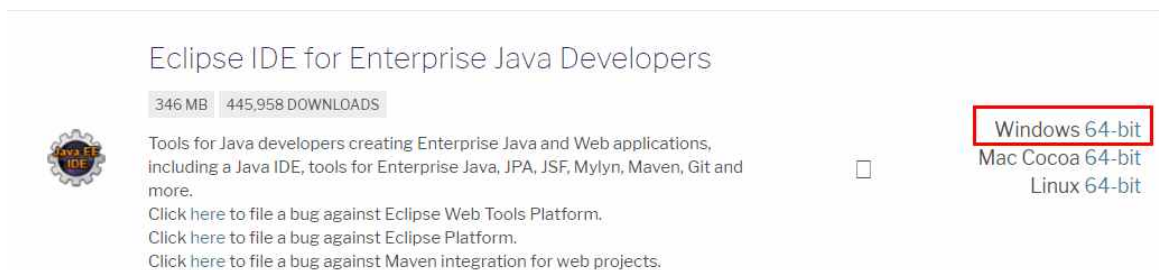 Eclipse IDE for Enterprise Java Developers
346 MB 445,958 DOWNLOADS
Java EE
IDE
Tools for Java developers creating Enterprise Java and Web applications,
including a Java IDE, tools for Enterprise Java, JPA, JSF, Mylyn, Maven, Git and
more.
Click here to file a bug against Eclipse Web Tools Platform.
Click here to file a bug against Eclipse Platform.
Click here to file a bug against Maven integration for web projects.
Windows 64-bit
Mac Cocoa 64-bit
Linux 64-bit